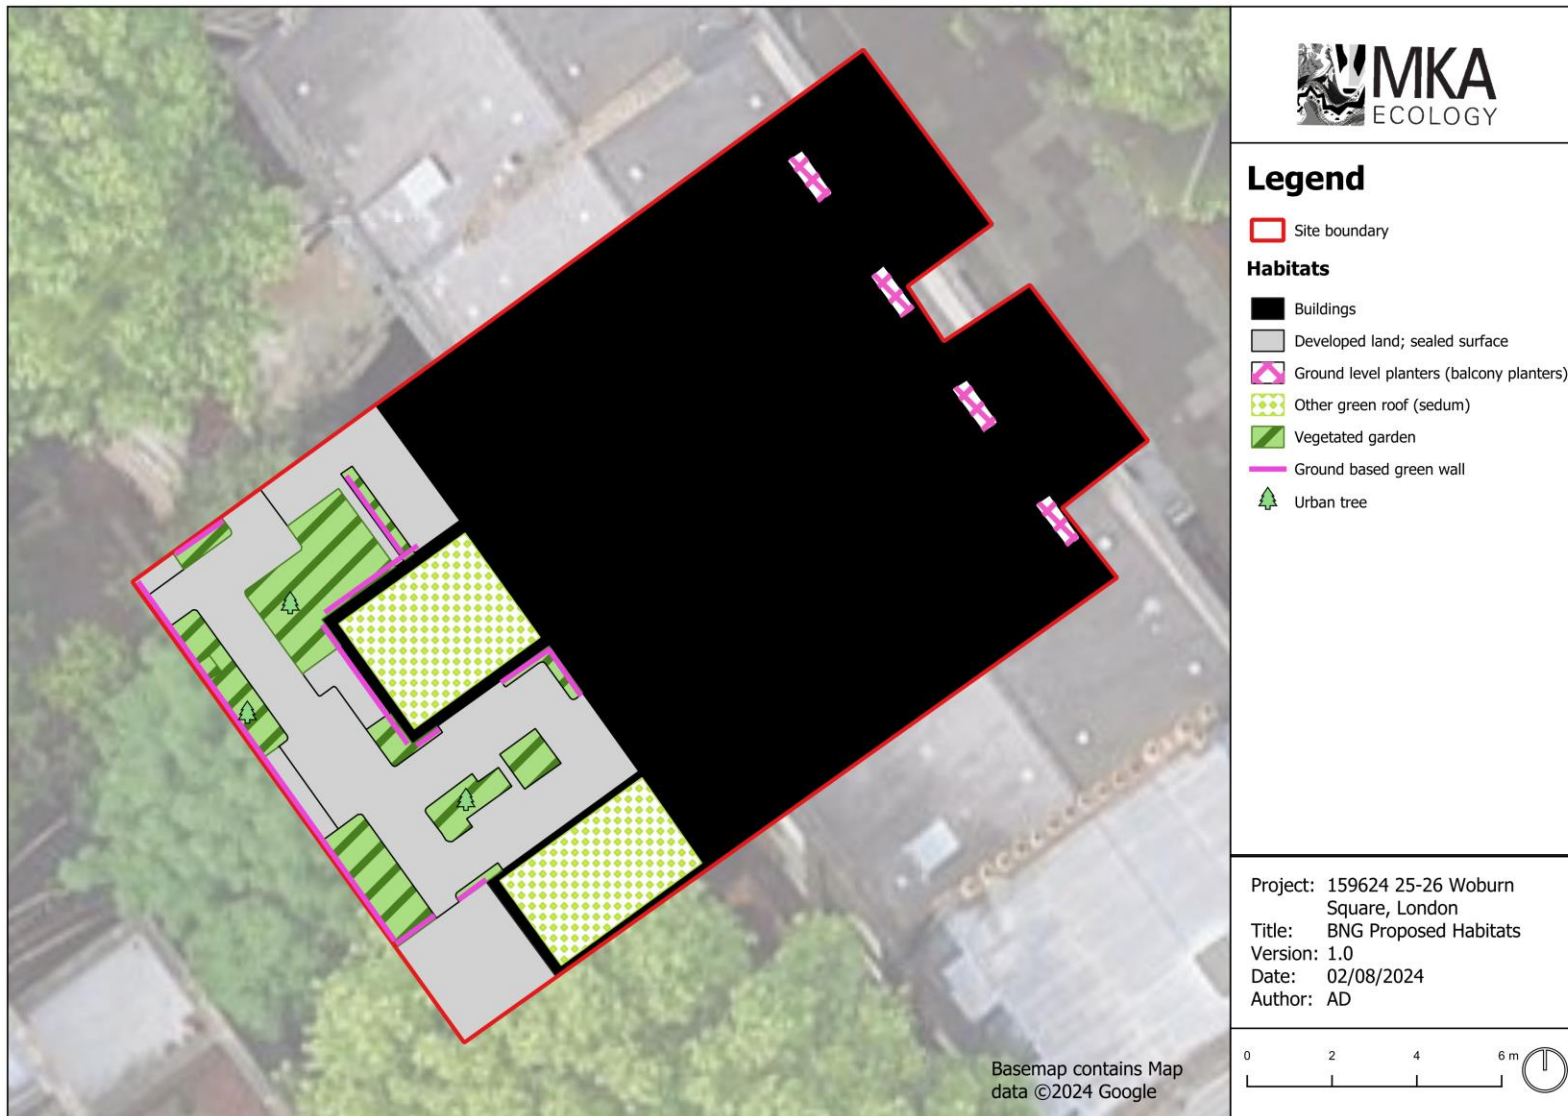 MKA
ECOLOGY
Legend
Site boundary
Habitats
Buildings
Developed land; sealed surface
Ground level planters (balcony planters)
Other green roof (sedum)
Vegetated garden
Ground based green wall
Urban tree
Project: 159624 25-26 Woburn
Square, London
Title: BNG Proposed Habitats
Version: 1.0
Date: 02/08/2024
Author: AD
0 2 4 6 m
Basemap contains Map
data ©2024 Google